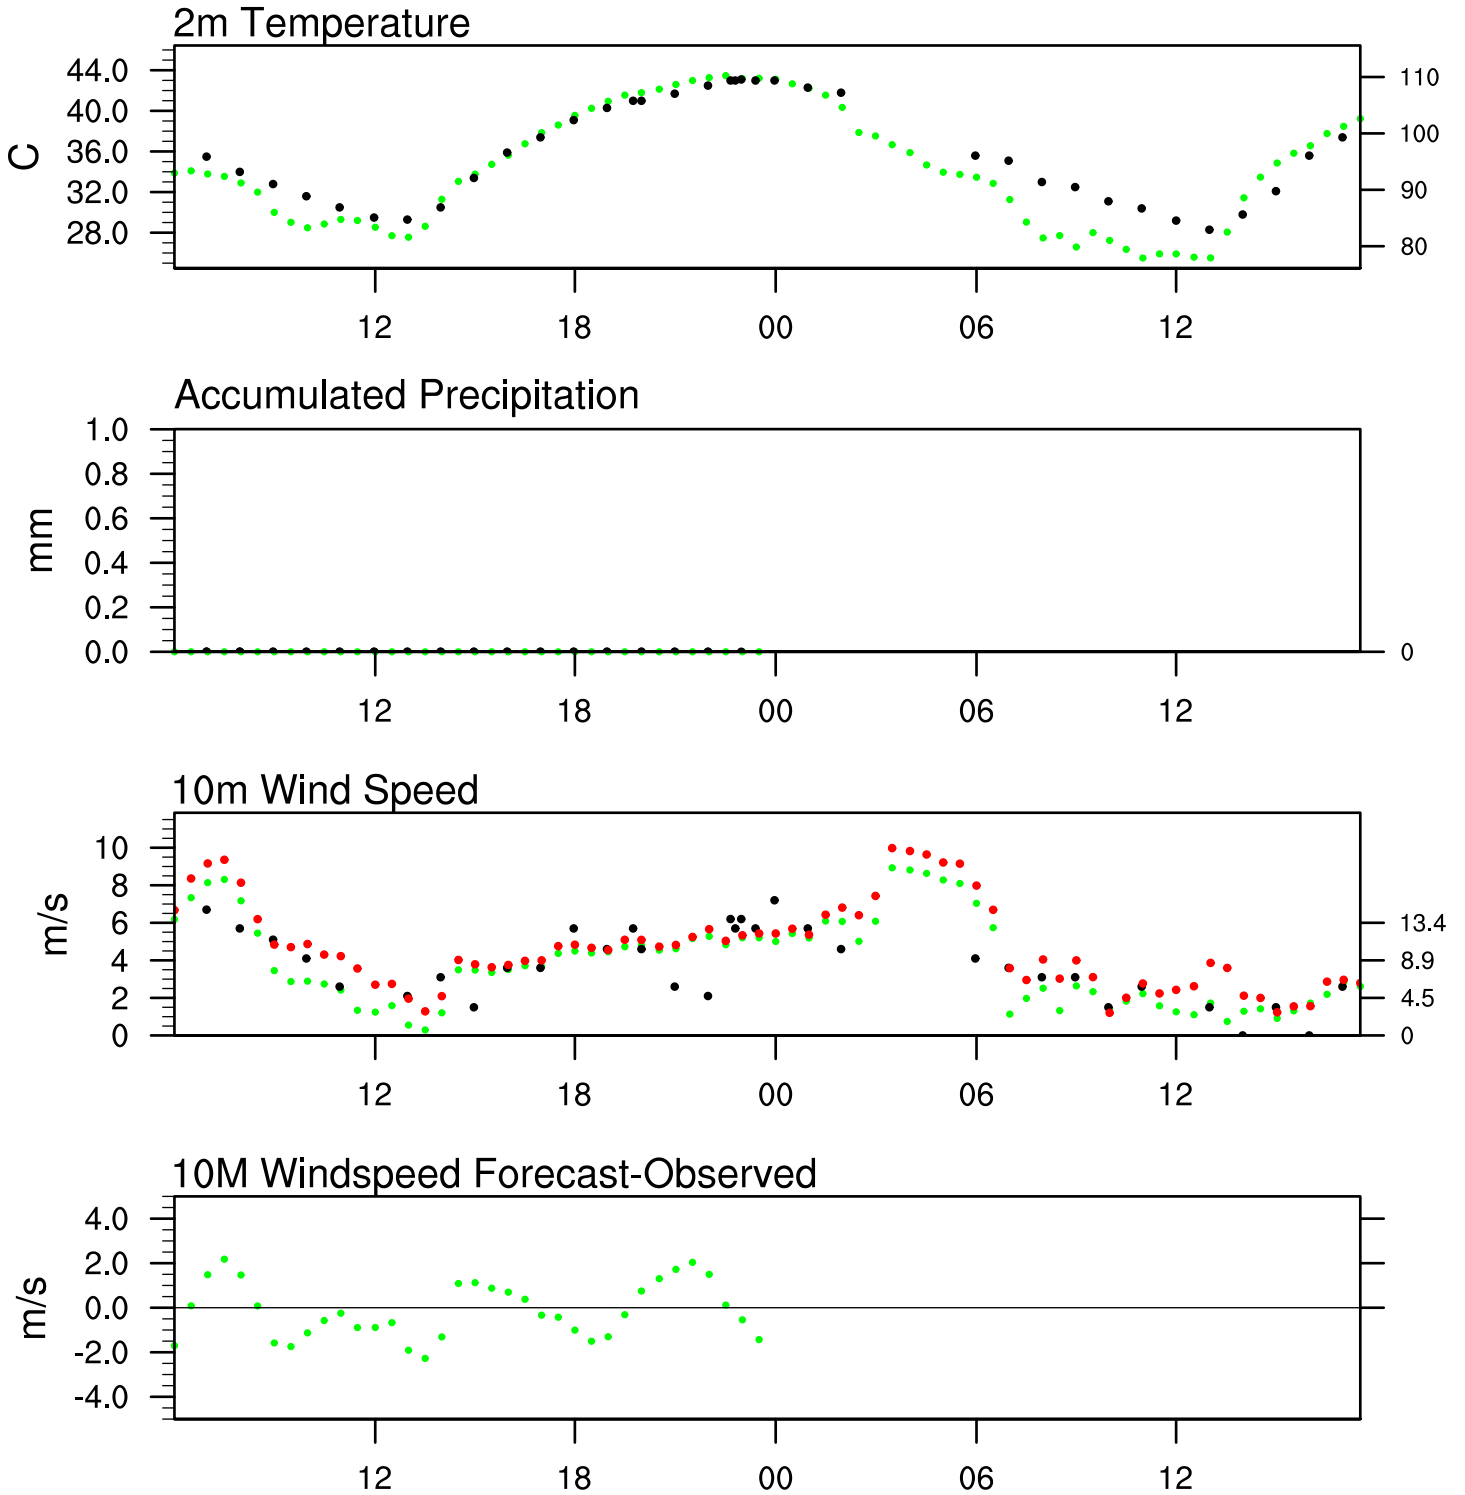 2m Temperature
44.0
40.0
36.0
32.0
28.0
C
110
100
90
80
12 18 00 06 12
Accumulated Precipitation
1.0
0.8
0.6
0.4
0.2
0.0
mm
0
12 18 00 06 12
10m Wind Speed
10
8
6
4
2
0
m/s
13.4
8.9
4.5
0
12 18 00 06 12
10M Windspeed Forecast-Observed
4.0
2.0
0.0
-2.0
-4.0
m/s
12 18 00 06 12